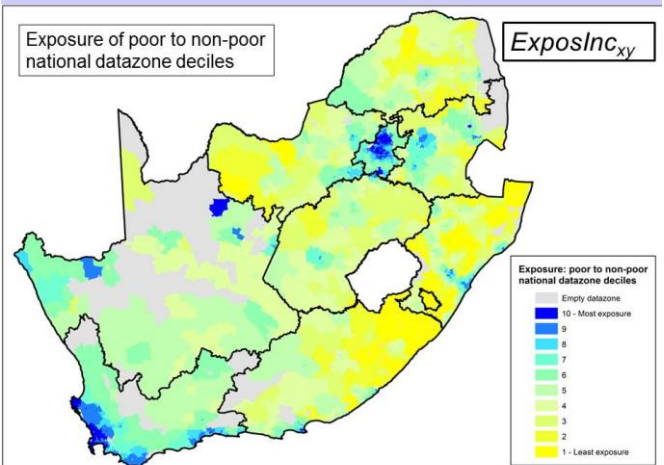 Exposure of poor to non-poor
national datazone deciles
ExposInc_xy
Exposure: poor to non-poor
national datazone deciles
Empty datazone
10 - Most exposure
9
8
7
6
5
4
3
2
1 - Least exposure